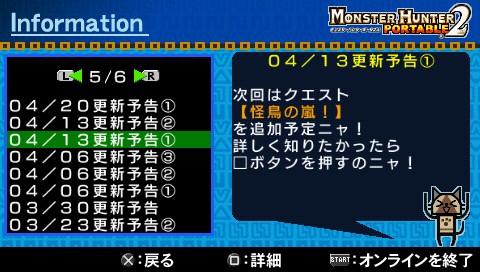 Information
MONSTER HUNTER
PORTABLE 2
L 5/6 R
04/20更新予告①
04/13更新予告②
04/13更新予告①
04/06更新予告③
04/06更新予告②
04/06更新予告①
03/30更新予告
03/23更新予告②
04/13更新予告①
次回はクエスト
【怪鳥の嵐!】
を追加予定ニャ!
詳しく知りたかったら
□ボタンを押すのニャ!
×:戻る □:詳細 START:オンラインを終了